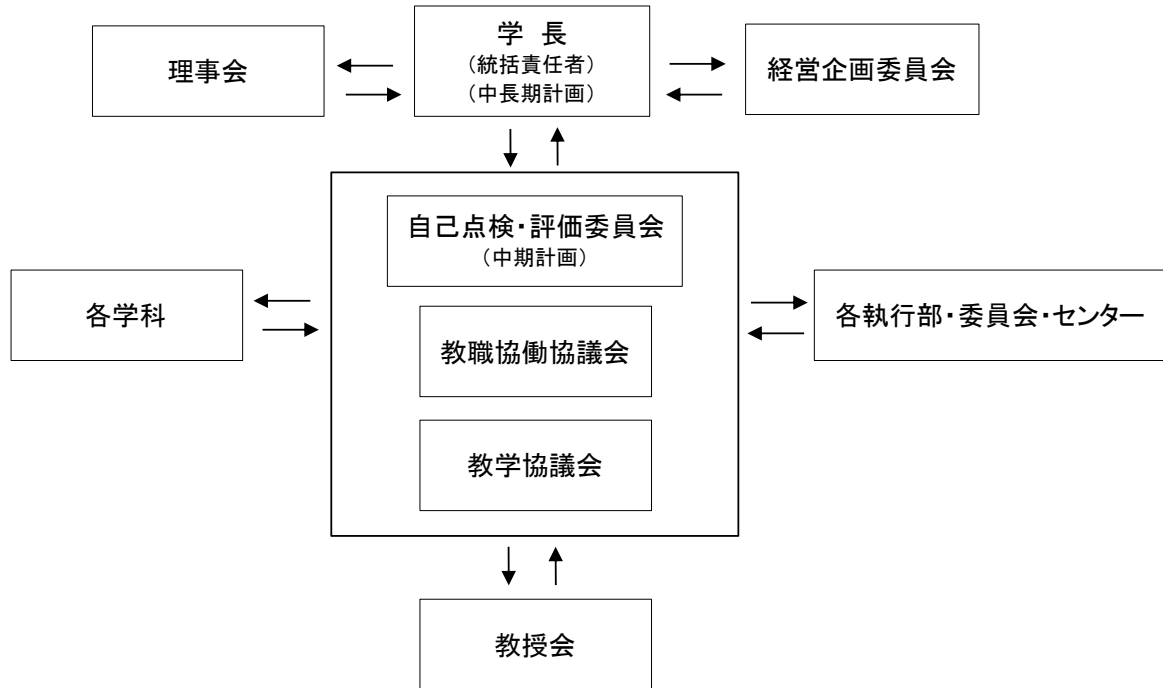 学 長
(統括責任者)
(中長期計画)
理事会
経営企画委員会
自己点検・評価委員会
(中期計画)
各学科
各執行部・委員会・センター
教職協働協議会
教学協議会
教授会